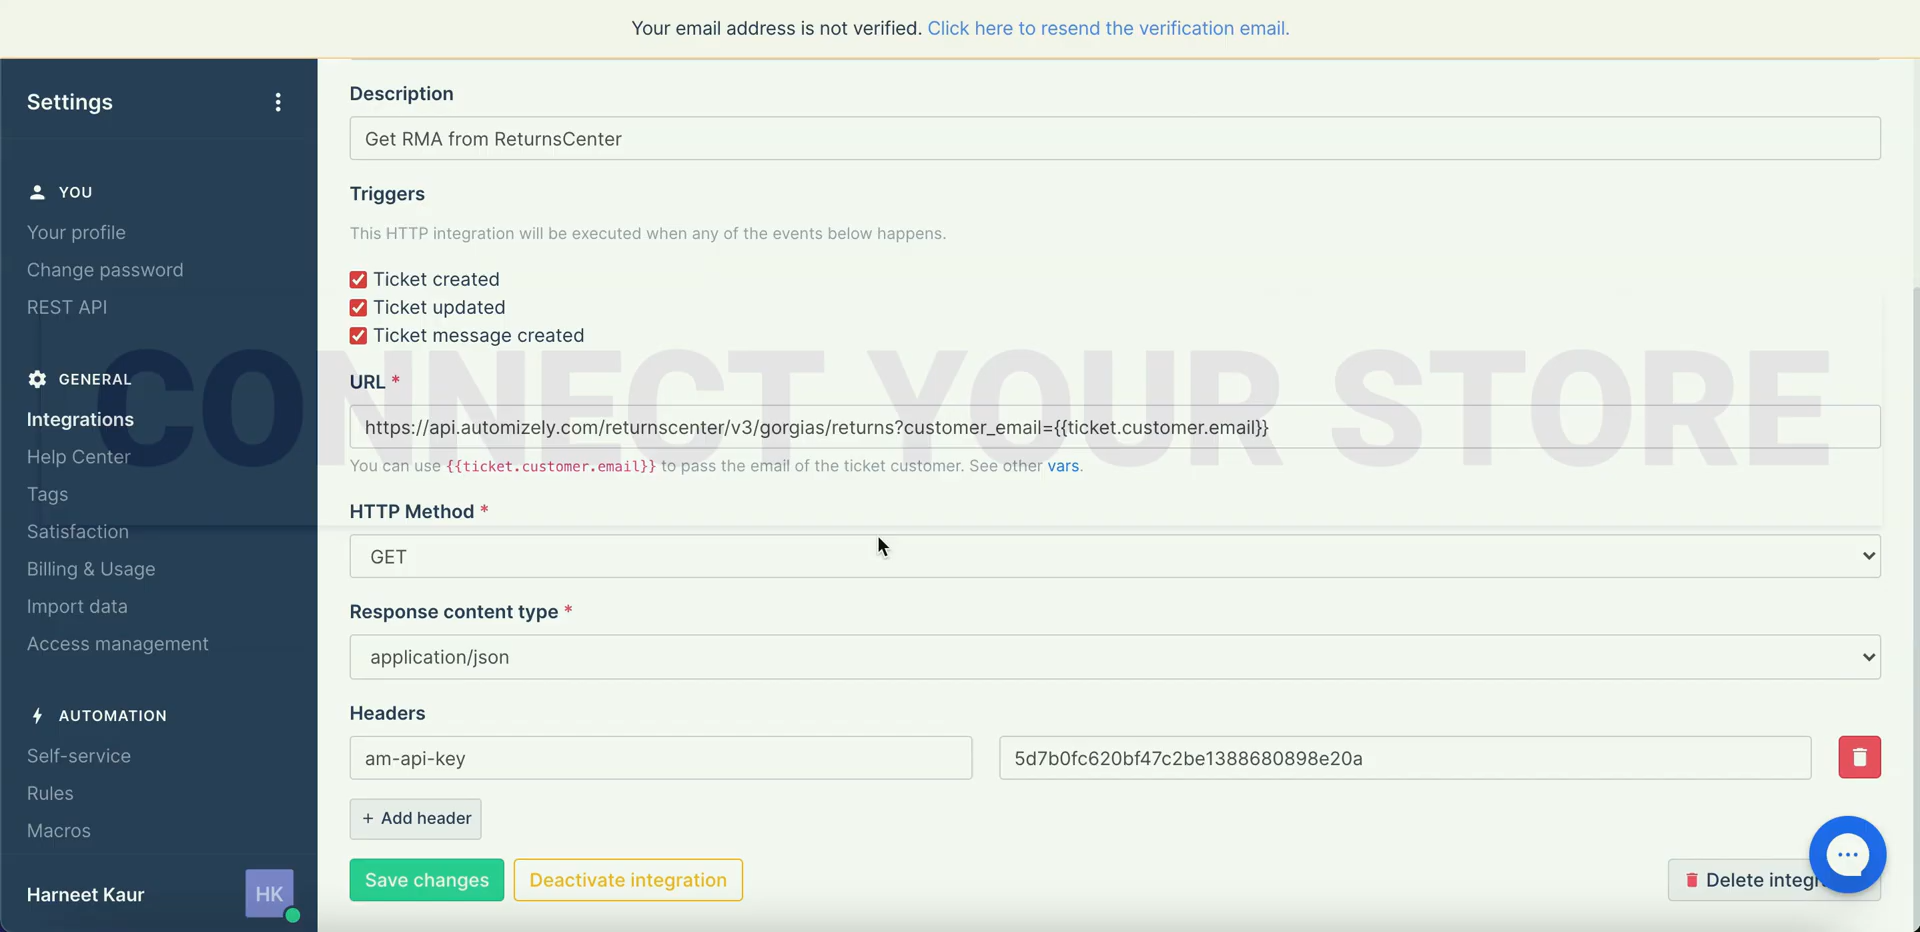 Your email address is not verified. Click here to resend the verification email.
Settings
YOU
Your profile
Change password
REST API
GENERAL
Integrations
Help Center
Tags
Satisfaction
Billing & Usage
Import data
Access management
AUTOMATION
Self-service
Rules
Macros
Harneet Kaur
HK
Description
Get RMA from ReturnsCenter
Triggers
This HTTP integration will be executed when any of the events below happens.
Ticket created
Ticket updated
Ticket message created
CONNECT YOUR STORE
URL *
https://api.automizely.com/returnscenter/v3/gorgias/returns?customer_email={{ticket.customer.email}}
You can use {{ticket.customer.email}} to pass the email of the ticket customer. See other vars.
HTTP Method *
GET
Response content type *
application/json
Headers
am-api-key
5d7b0fc620bf47c2be1388680898e20a
+ Add header
Save changes
Deactivate integration
Delete integr